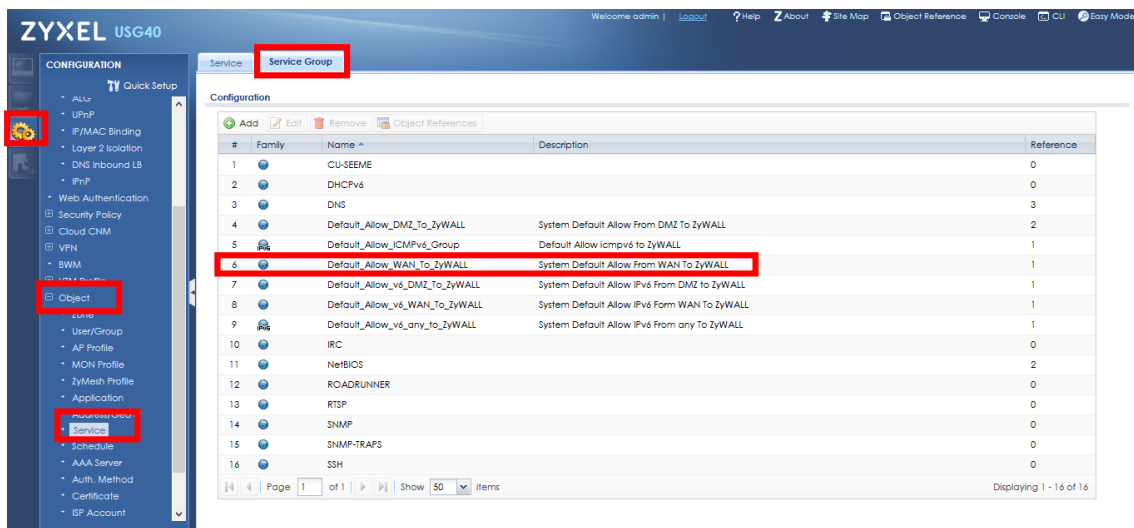 Welcome admin | Logout ?Help Z About Site Map Object Reference Console CLI Easy Mode
ZYXEL USG40
CONFIGURATION
Quick Setup
ALG
UPnP
IP/MAC Binding
Layer 2 Isolation
DNS Inbound LB
IPnP
Web Authentication
Security Policy
Cloud CNM
VPN
BWM
UTM Profile
Object
Zone
User/Group
AP Profile
MON Profile
ZyMesh Profile
Application
Address/Geo
Service
Schedule
AAA Server
Auth. Method
Certificate
ISP Account
Service Service Group
Configuration
Add Edit Remove Object References
# Family Name Description Reference
1 CU-SEEME 0
2 DHCPv6 0
3 DNS 3
4 Default_Allow_DMZ_To_ZyWALL System Default Allow From DMZ To ZyWALL 2
5 IPv6 Default_Allow_ICMPv6_Group Default Allow icmpv6 to ZyWALL 1
6 Default_Allow_WAN_To_ZyWALL System Default Allow From WAN To ZyWALL 1
7 Default_Allow_v6_DMZ_To_ZyWALL System Default Allow IPv6 From DMZ to ZyWALL 1
8 Default_Allow_v6_WAN_To_ZyWALL System Default Allow IPv6 Form WAN To ZyWALL 1
9 IPv6 Default_Allow_v6_any_to_ZyWALL System Default Allow IPv6 From any To ZyWALL 1
10 IRC 0
11 NetBIOS 2
12 ROADRUNNER 0
13 RTSP 0
14 SNMP 0
15 SNMP-TRAPS 0
16 SSH 0
Page 1 of 1 Show 50 items Displaying 1 - 16 of 16